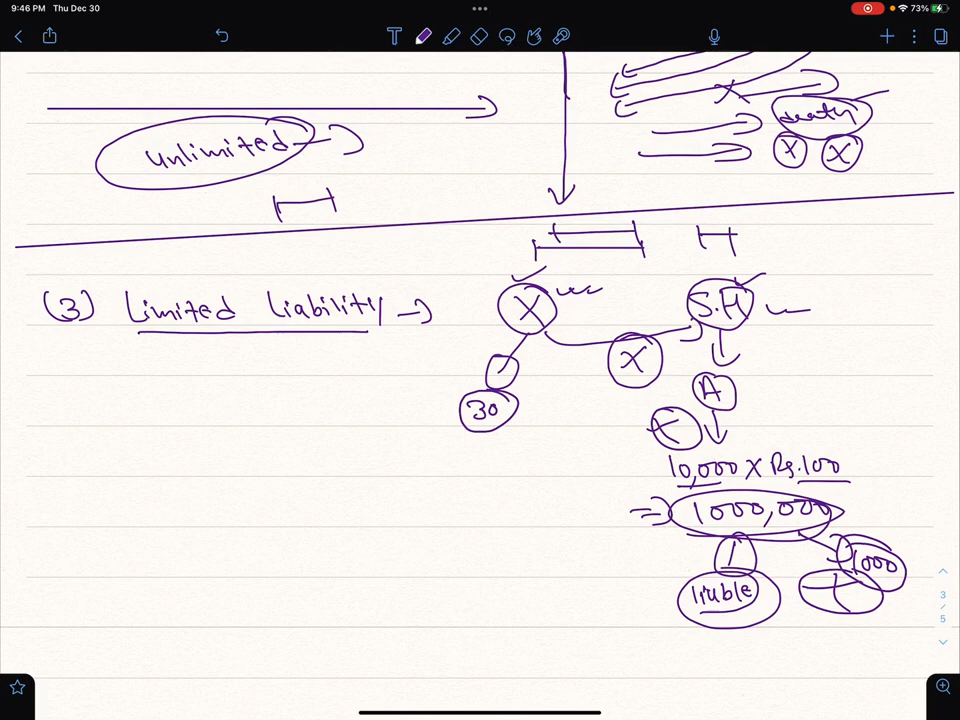 9:46 PM Thu Dec 30
73%
death
Unlimited
X X
(3) Limited Liability X S.H
X
A
30
10,000 X Rs.100
1000,000
1000
liable
3
/
5